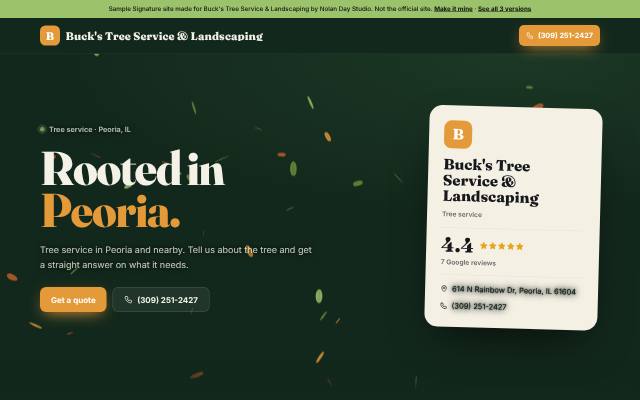 Sample Signature site made for Buck's Tree Service & Landscaping by Nolan Day Studio. Not the official site. Make it mine · See all 3 versions
B Buck's Tree Service & Landscaping
(309) 251-2427
Tree service · Peoria, IL
Rooted in
Peoria.
Tree service in Peoria and nearby. Tell us about the tree and get
a straight answer on what it needs.
Get a quote
(309) 251-2427
B
Buck's Tree
Service &
Landscaping
Tree service
4.4 ★★★★★
7 Google reviews
614 N Rainbow Dr, Peoria, IL 61604
(309) 251-2427